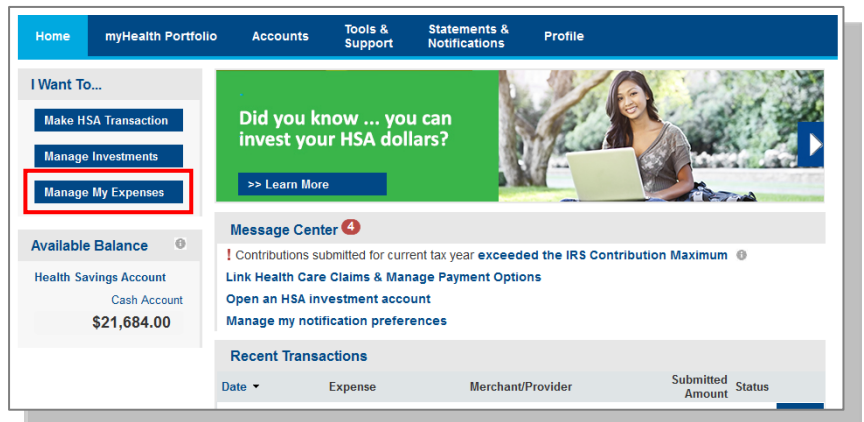 Home myHealth Portfolio Accounts Tools & Support Statements & Notifications Profile
I Want To...
Make HSA Transaction
Manage Investments
Manage My Expenses
Available Balance
Health Savings Account
Cash Account
$21,684.00
Did you know ... you can
invest your HSA dollars?
>> Learn More
Message Center 4
! Contributions submitted for current tax year exceeded the IRS Contribution Maximum
Link Health Care Claims & Manage Payment Options
Open an HSA investment account
Manage my notification preferences
Recent Transactions
Date Expense Merchant/Provider Submitted Amount Status